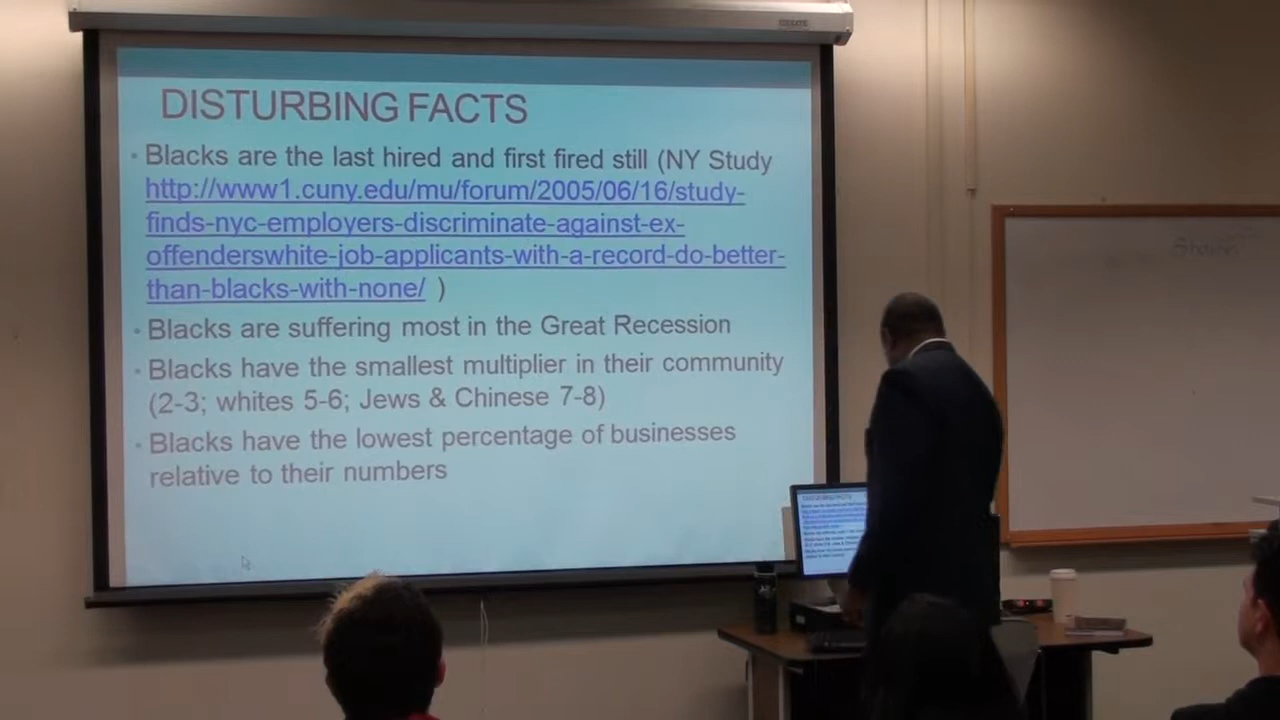 DISTURBING FACTS
Blacks are the last hired and first fired still (NY Study
http://www1.cuny.edu/mu/forum/2005/06/16/study-
finds-nyc-employers-discriminate-against-ex-
offenderswhite-job-applicants-with-a-record-do-better-
than-blacks-with-none/ )
Blacks are suffering most in the Great Recession
Blacks have the smallest multiplier in their community
(2-3; whites 5-6; Jews & Chinese 7-8)
Blacks have the lowest percentage of businesses
relative to their numbers